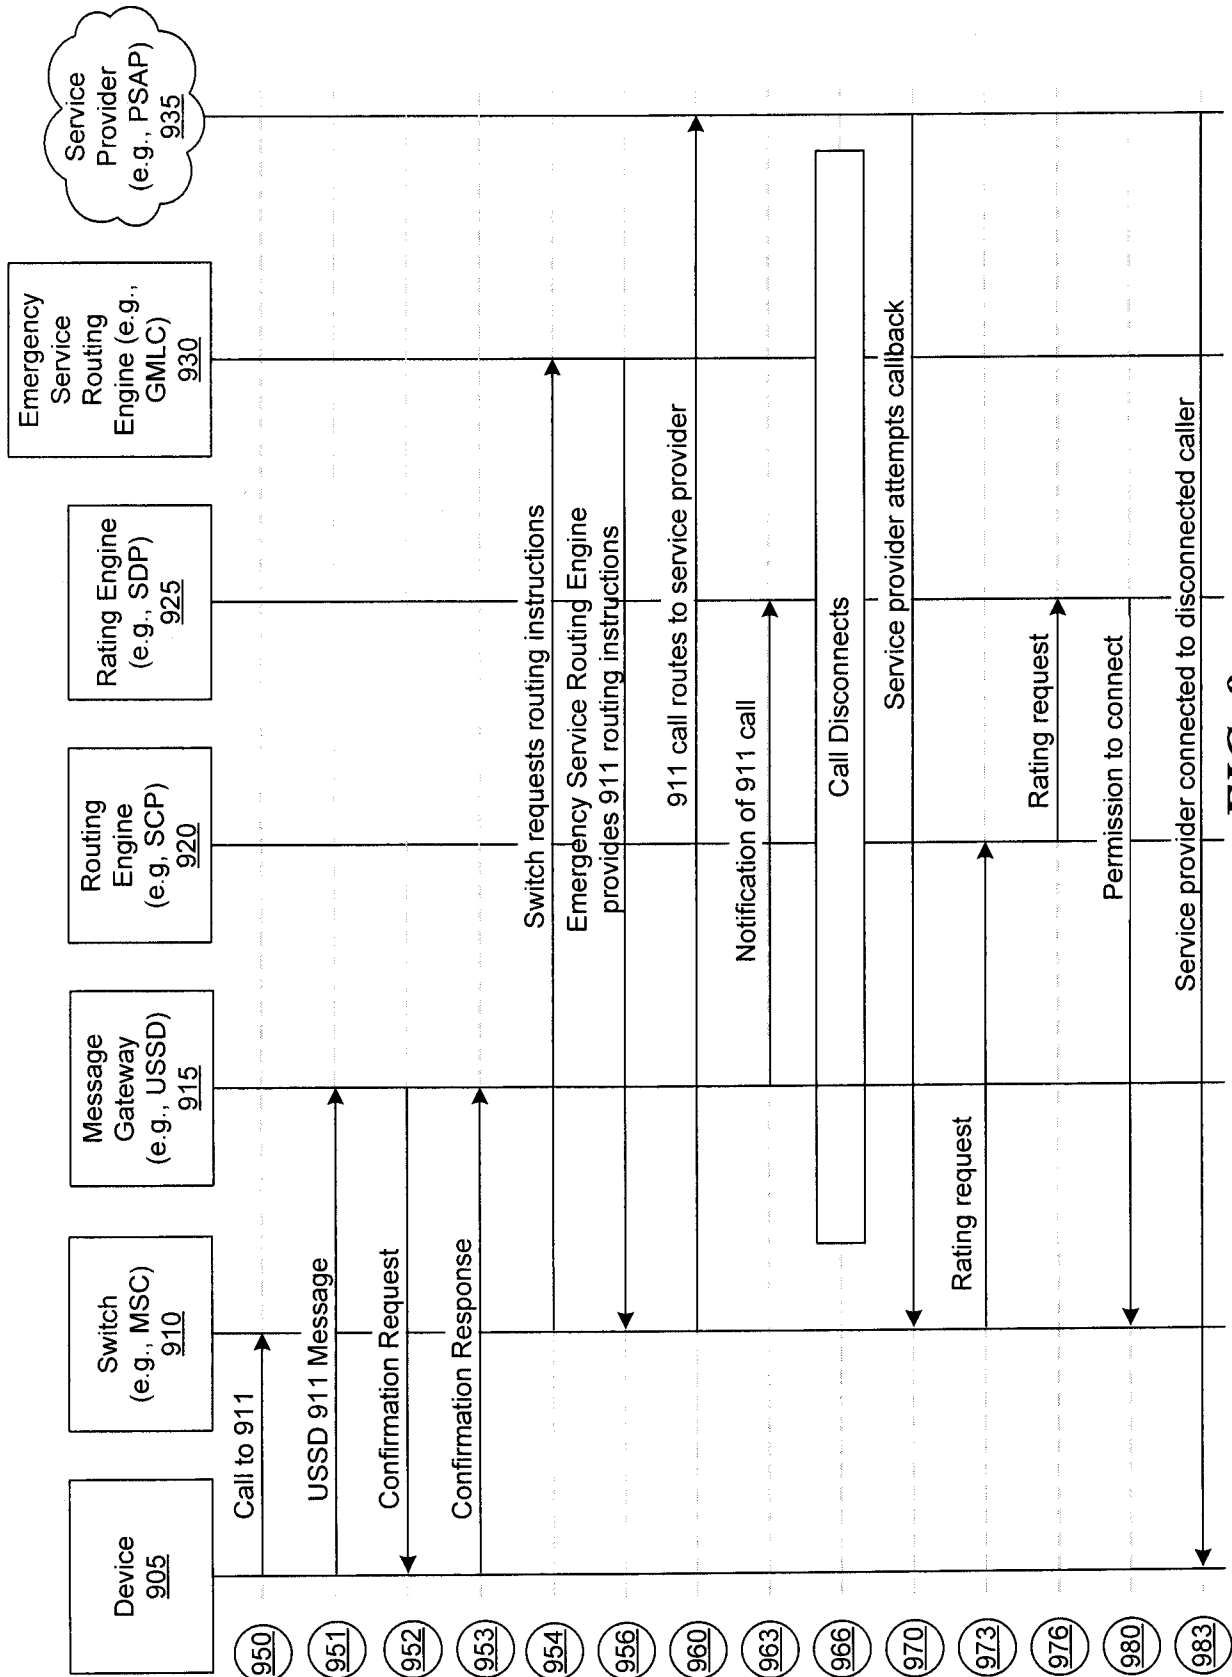 Device
905
Switch
(e.g., MSC)
910
Message
Gateway
(e.g., USSD)
915
Routing
Engine
(e.g, SCP)
920
Rating Engine
(e.g., SDP)
925
Emergency
Service
Routing
Engine (e.g.,
GMLC)
930
Service
Provider
(e.g., PSAP)
935
950
Call to 911
951
USSD 911 Message
952
Confirmation Request
953
Confirmation Response
954
Switch requests routing instructions
956
Emergency Service Routing Engine
provides 911 routing instructions
960
911 call routes to service provider
963
Notification of 911 call
966
Call Disconnects
970
Service provider attempts callback
973
Rating request
976
Rating request
980
Permission to connect
983
Service provider connected to disconnected caller